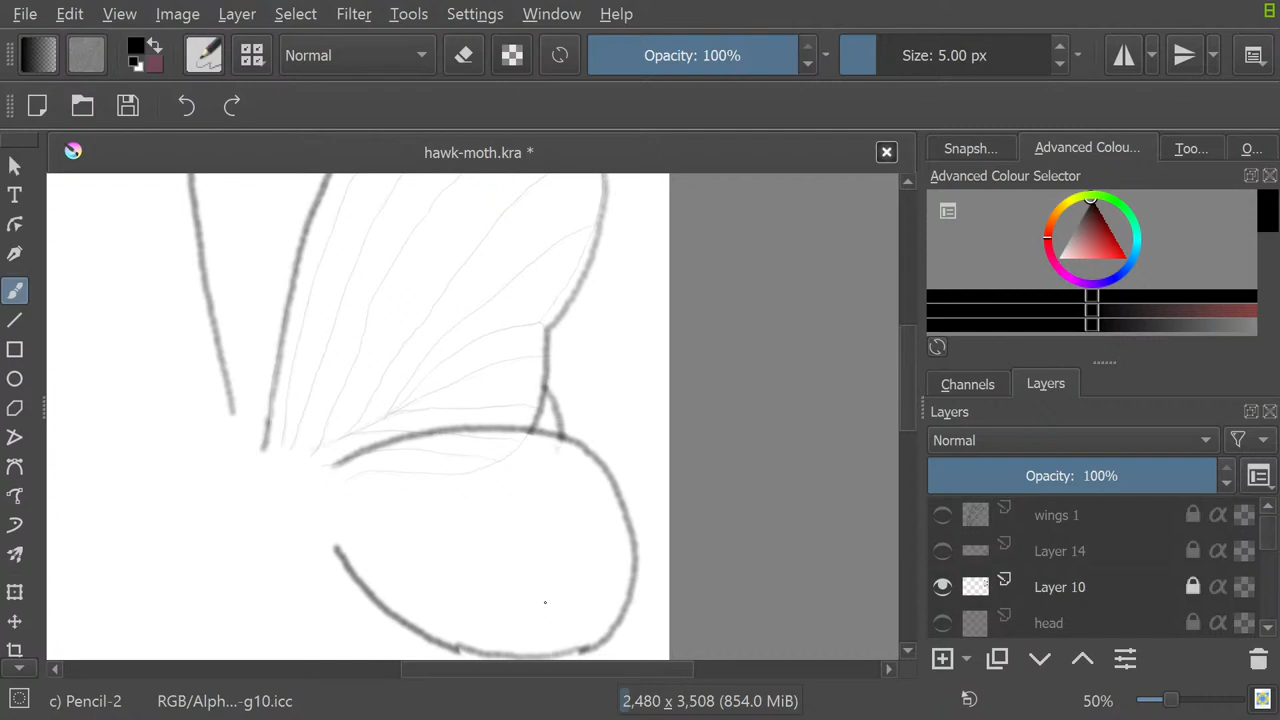 File Edit View Image Layer Select Filter Tools Settings Window Help
Normal Opacity: 100% Size: 5.00 px
hawk-moth.kra *
Snapsh... Advanced Colou... Too... O...
Advanced Colour Selector
Channels Layers
Layers
Normal
Opacity: 100%
wings 1
Layer 14
Layer 10
head
c) Pencil-2 RGB/Alph...-g10.icc 2,480 x 3,508 (854.0 MiB) 50%